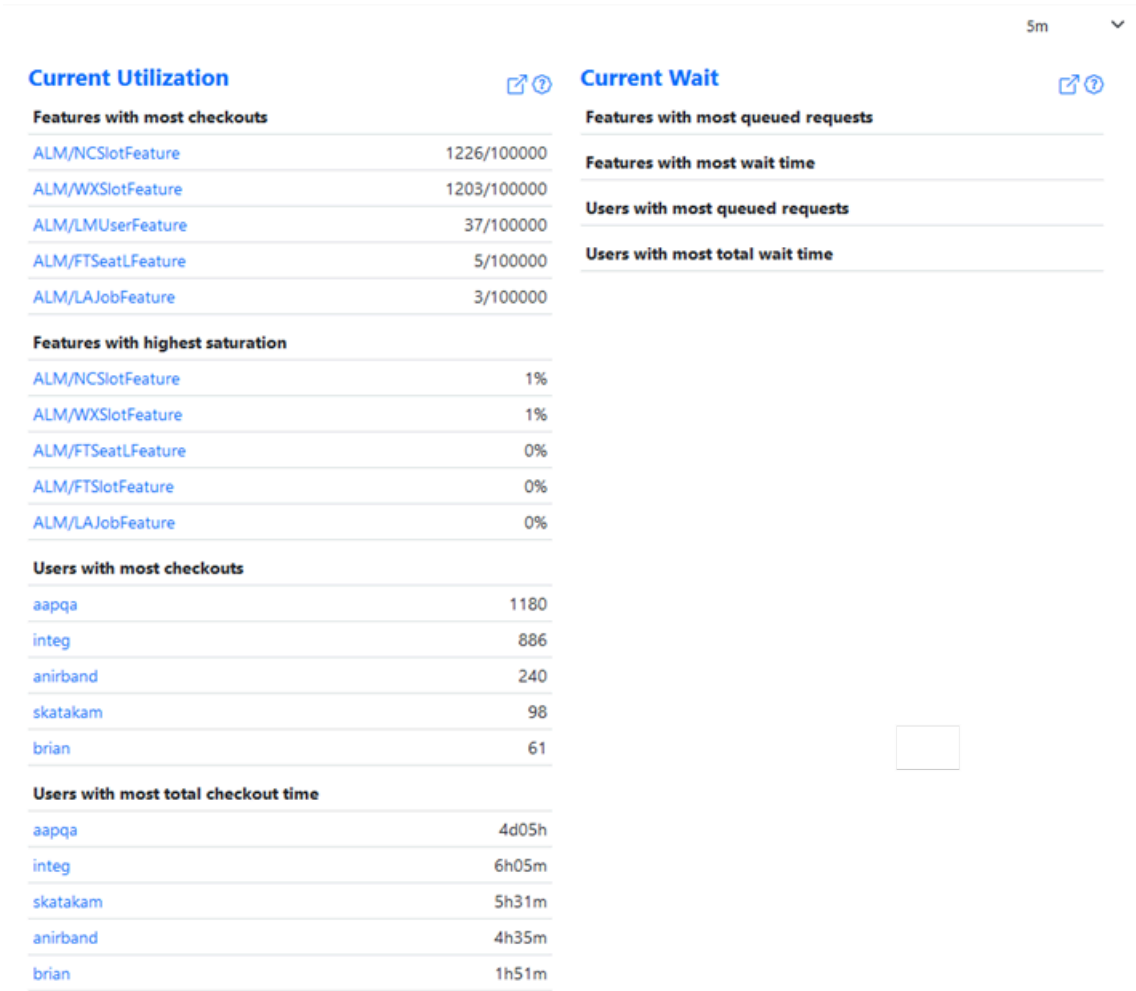 5m
Current Utilization
Features with most checkouts
ALM/NCSlotFeature 1226/100000
ALM/WXSlotFeature 1203/100000
ALM/LMUserFeature 37/100000
ALM/FTSeatLFeature 5/100000
ALM/LAJobFeature 3/100000
Features with highest saturation
ALM/NCSlotFeature 1%
ALM/WXSlotFeature 1%
ALM/FTSeatLFeature 0%
ALM/FTSlotFeature 0%
ALM/LAJobFeature 0%
Users with most checkouts
aapqa 1180
integ 886
anirband 240
skatakam 98
brian 61
Users with most total checkout time
aapqa 4d05h
integ 6h05m
skatakam 5h31m
anirband 4h35m
brian 1h51m
Current Wait
Features with most queued requests
Features with most wait time
Users with most queued requests
Users with most total wait time